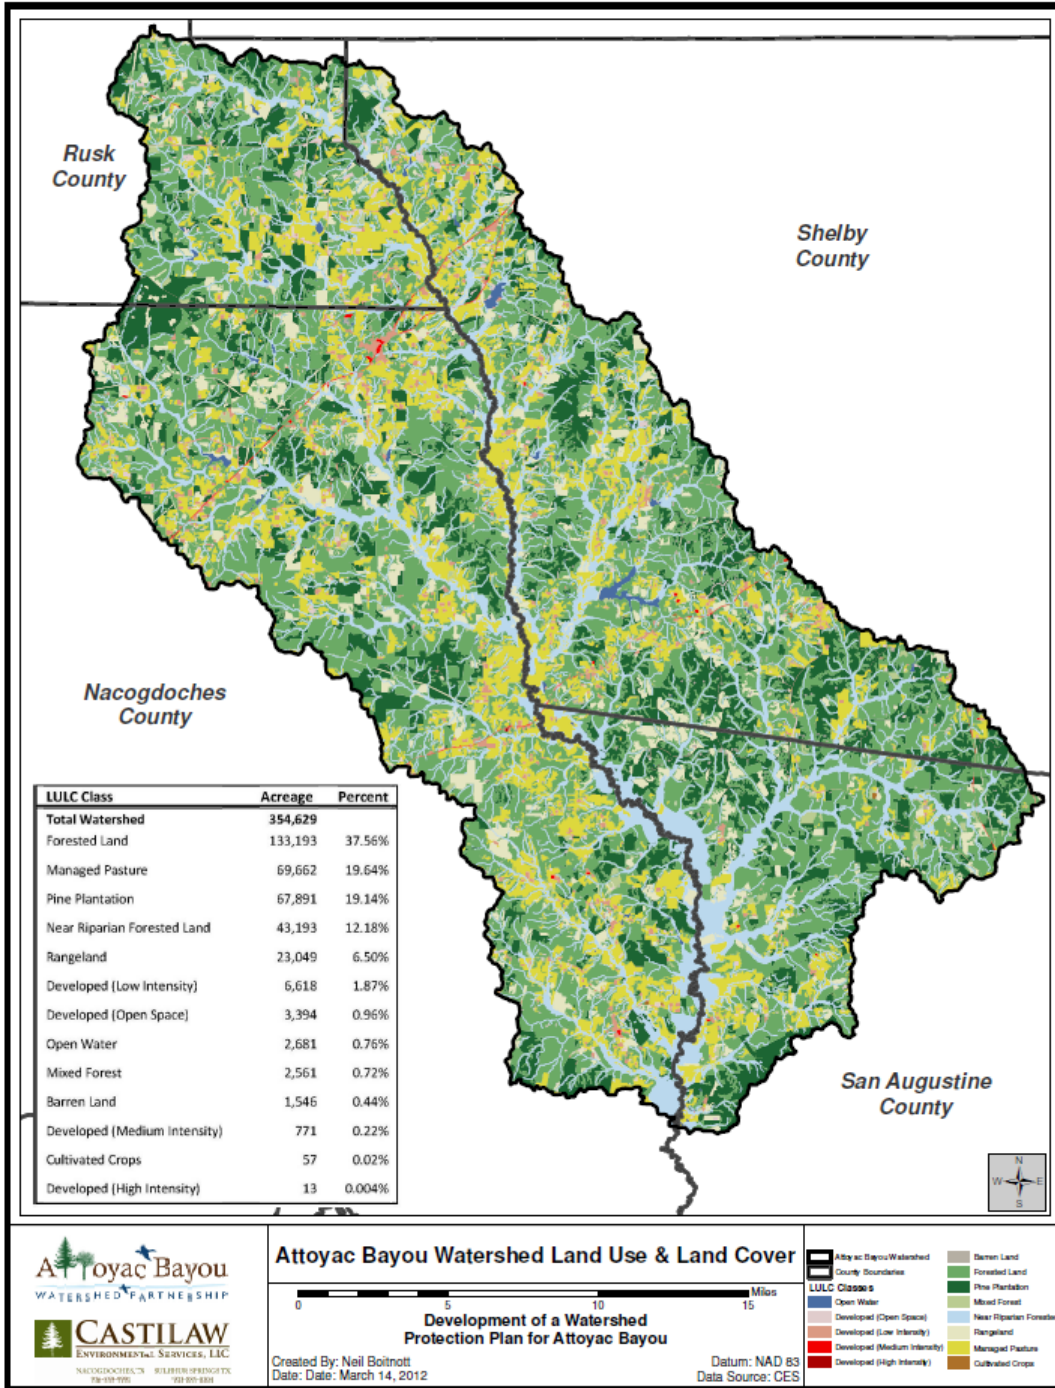 Rusk
County
Shelby
County
Nacogdoches
County
San Augustine
County
LULC Class Acreage Percent
Total Watershed 354,629
Forested Land 133,193 37.56%
Managed Pasture 69,662 19.64%
Pine Plantation 67,891 19.14%
Near Riparian Forested Land 43,193 12.18%
Rangeland 23,049 6.50%
Developed (Low Intensity) 6,618 1.87%
Developed (Open Space) 3,394 0.96%
Open Water 2,681 0.76%
Mixed Forest 2,561 0.72%
Barren Land 1,546 0.44%
Developed (Medium Intensity) 771 0.22%
Cultivated Crops 57 0.02%
Developed (High Intensity) 13 0.004%
N
W E
S
Attoyac Bayou
WATERSHED PARTNERSHIP
CASTILAW
ENVIRONMENTAL SERVICES, LLC
NACOGDOCHES, TX SULPHUR SPRINGS TX
Attoyac Bayou Watershed Land Use & Land Cover
0 5 10 15 Miles
Development of a Watershed
Protection Plan for Attoyac Bayou
Created By: Neil Boitnott
Date: Date: March 14, 2012
Datum: NAD 83
Data Source: CES
Attoyac Bayou Watershed
County Boundaries
LULC Classes
Open Water
Developed (Open Space)
Developed (Low Intensity)
Developed (Medium Intensity)
Developed (High Intensity)
Barren Land
Forested Land
Pine Plantation
Mixed Forest
Near Riparian Foreste
Rangeland
Managed Pasture
Cultivated Crops